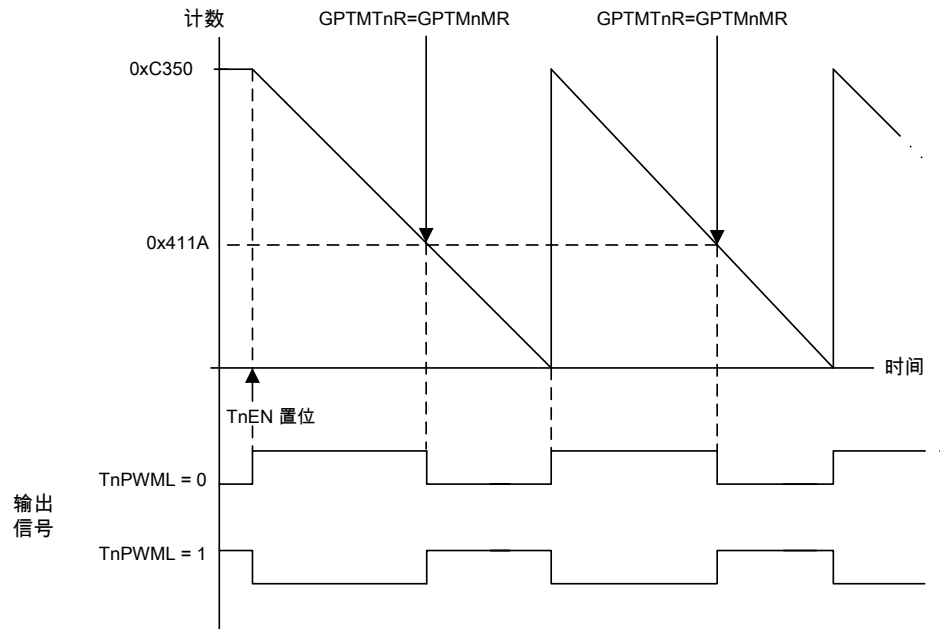 计数
GPTMTnR=GPTMnMR
GPTMTnR=GPTMnMR
0xC350
0x411A
时间
TnEN 置位
TnPWML = 0
输出
信号
TnPWML = 1